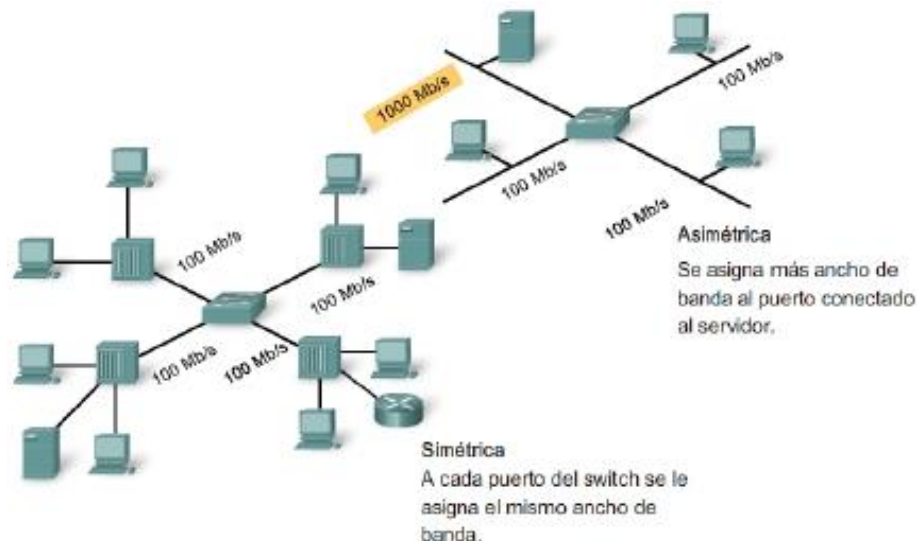 1000 Mb/s
100 Mb/s
100 Mb/s
100 Mb/s
Asimétrica
Se asigna más ancho de
banda al puerto conectado
al servidor.
100 Mb/s
100 Mb/s
100 Mb/s
100 Mb/s
Simétrica
A cada puerto del switch se le
asigna el mismo ancho de
banda.